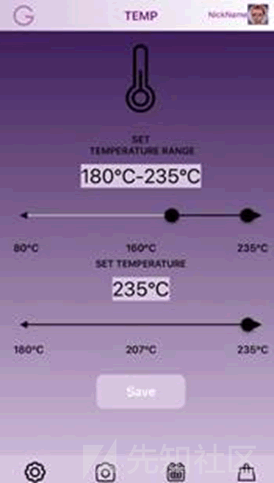 G TEMP NickName
SET
TEMPERATURE RANGE
180°C-235°C
80°C 160°C 235°C
SET TEMPERATURE
235°C
180°C 207°C 235°C
Save
先知社区